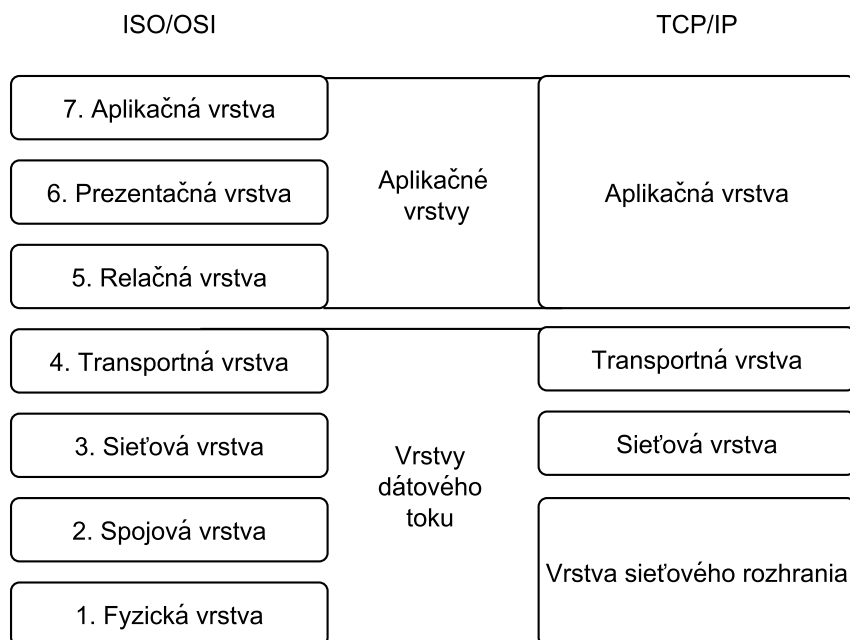 ISO/OSI
TCP/IP
7. Aplikačná vrstva
6. Prezentačná vrstva
5. Relačná vrstva
4. Transportná vrstva
3. Sieťová vrstva
2. Spojová vrstva
1. Fyzická vrstva
Aplikačné
vrstvy
Vrstvy
dátového
toku
Aplikačná vrstva
Transportná vrstva
Sieťová vrstva
Vrstva sieťového rozhrania